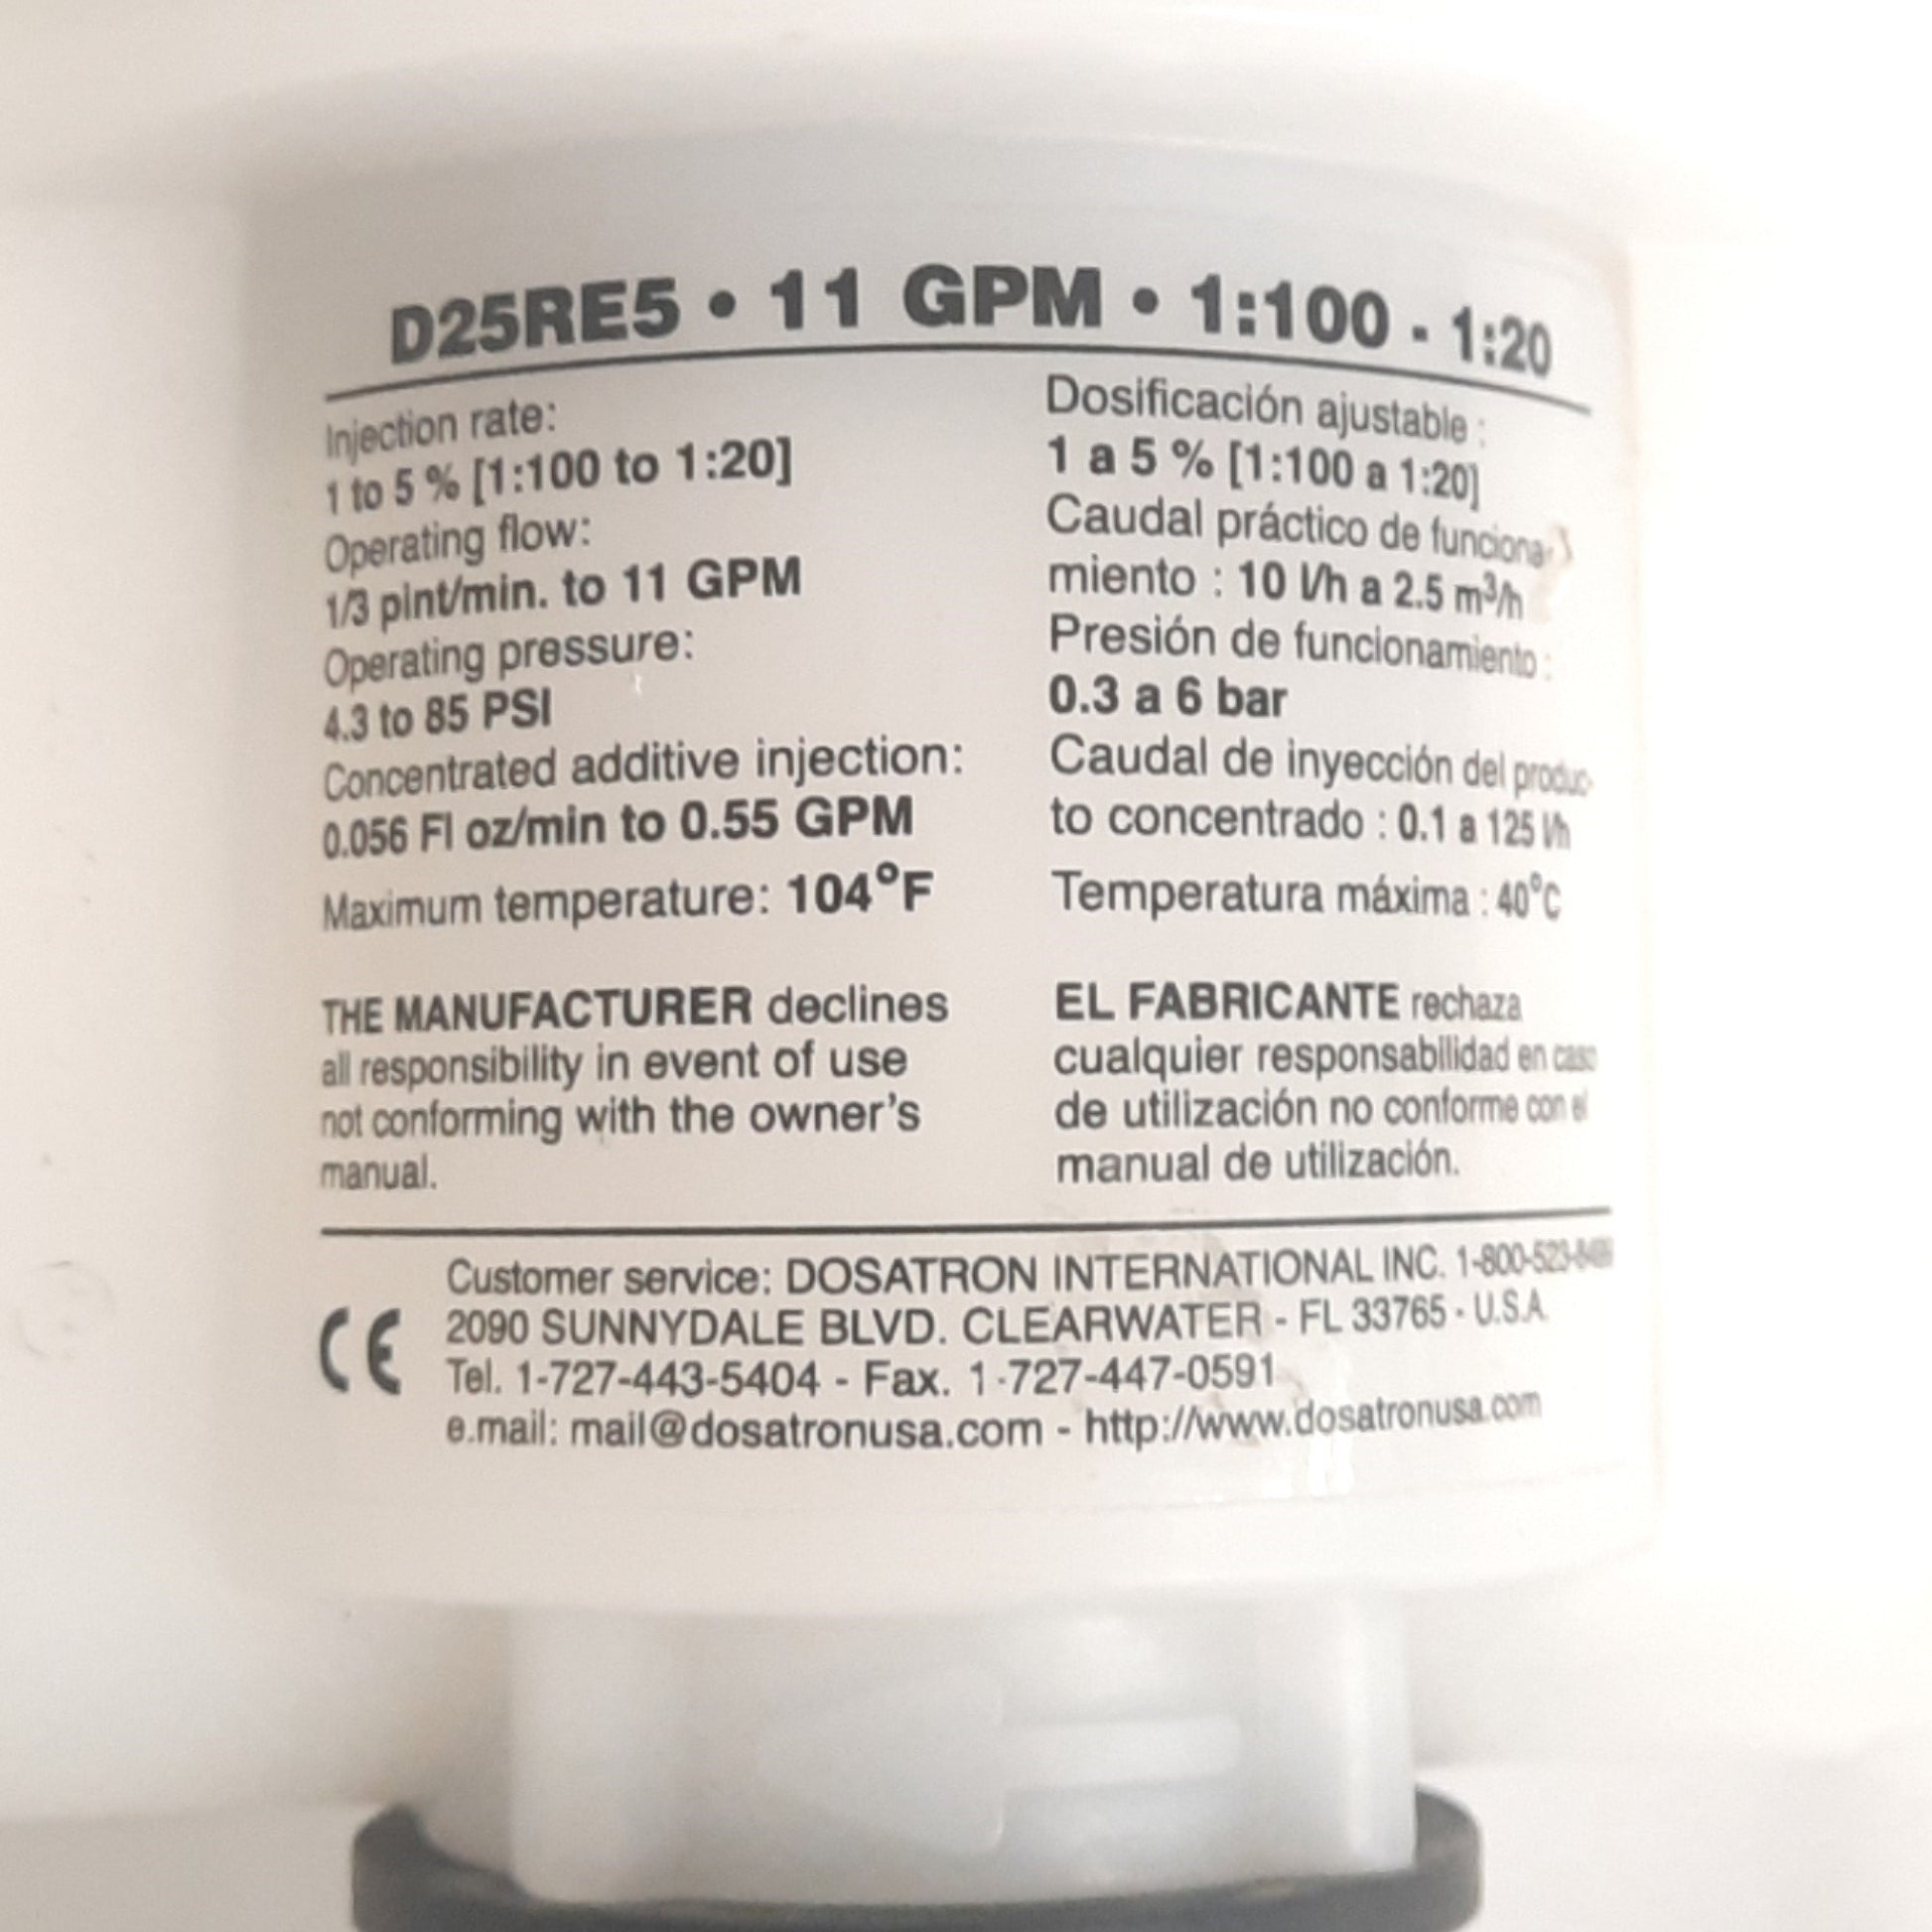 D25RE5 • 11 GPM • 1:100 - 1:20
Injection rate:
1 to 5 % [1:100 to 1:20]
Operating flow:
1/3 pint/min. to 11 GPM
Operating pressure:
4.3 to 85 PSI
Concentrated additive injection:
0.056 Fl oz/min to 0.55 GPM
Maximum temperature: 104°F
THE MANUFACTURER declines
all responsibility in event of use
not conforming with the owner's
manual.
Dosificación ajustable :
1 a 5 % [1:100 a 1:20]
Caudal práctico de funciona-
miento : 10 l/h a 2.5 m³/h
Presión de funcionamiento :
0.3 a 6 bar
Caudal de inyección del produc-
to concentrado : 0.1 a 125 l/h
Temperatura máxima : 40°C
EL FABRICANTE rechaza
cualquier responsabilidad en caso
de utilización no conforme con el
manual de utilización.
CE
Customer service: DOSATRON INTERNATIONAL INC.
2090 SUNNYDALE BLVD. CLEARWATER - FL 33765 - U.S.A.
Tel. 1-727-443-5404 - Fax. 1-727-447-0591
e.mail: mail@dosatronusa.com - http://www.dosatronusa.com